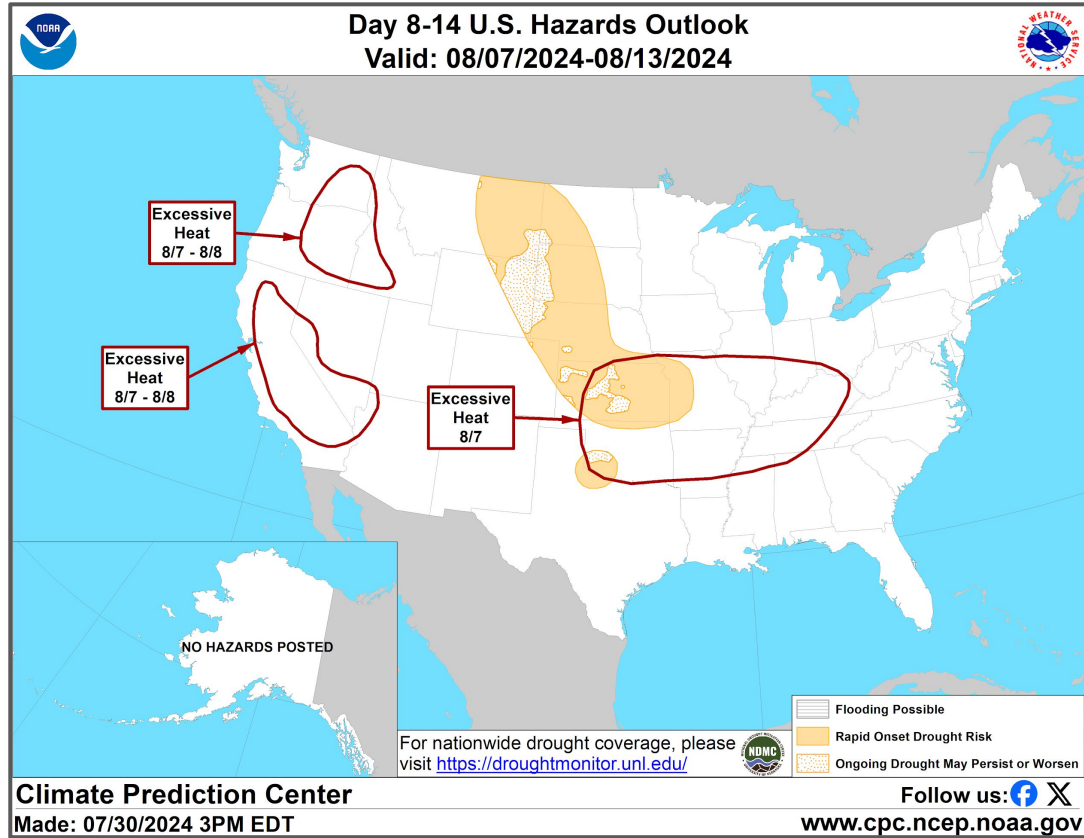 NOAA
Day 8-14 U.S. Hazards Outlook
Valid: 08/07/2024-08/13/2024
NATIONAL WEATHER SERVICE
Excessive
Heat
8/7 - 8/8
Excessive
Heat
8/7 - 8/8
Excessive
Heat
8/7
NO HAZARDS POSTED
For nationwide drought coverage, please
visit https://droughtmonitor.unl.edu/
NDMC
Flooding Possible
Rapid Onset Drought Risk
Ongoing Drought May Persist or Worsen
Climate Prediction Center
Follow us:
Made: 07/30/2024 3PM EDT
www.cpc.ncep.noaa.gov